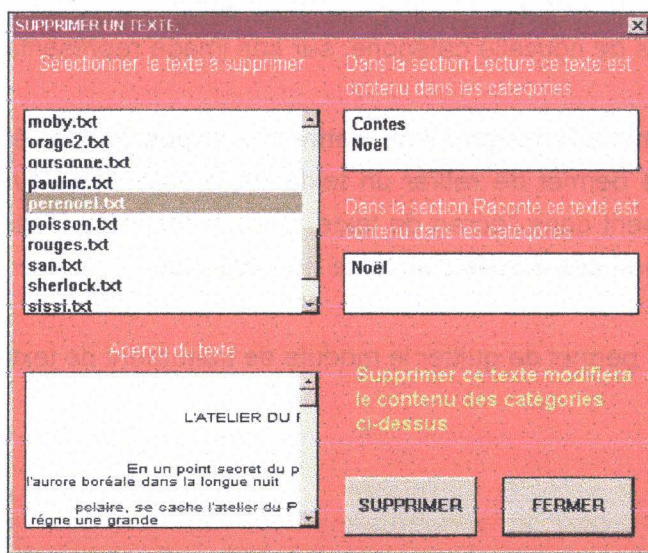 SUPPRIMER UN TEXTE.
Sélectionner le texte à supprimer
moby.txt
orage2.txt
oursonne.txt
pauline.txt
perenoel.txt
poisson.txt
rouges.txt
san.txt
sherlock.txt
sissi.txt
Dans la section Lecture ce texte est
contenu dans les catégories
Contes
Noël
Dans la section Raconte ce texte est
contenu dans les catégories
Noël
Aperçu du texte
L'ATELIER DU
En un point secret du p
l'aurore boréale dans la longue nuit
polaire, se cache l'atelier du P
régne une grande
Supprimer ce texte modifiera
le contenu des catégories
ci-dessus
SUPPRIMER
FERMER